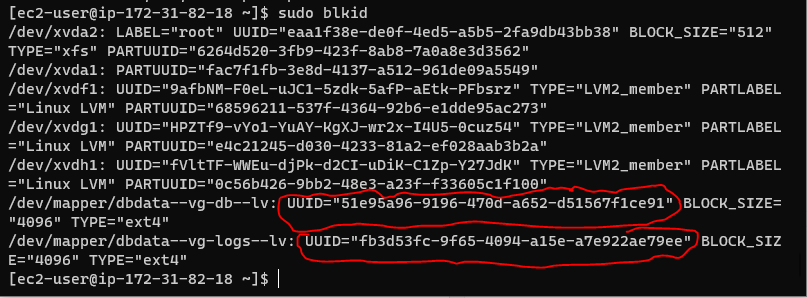 [ec2-user@ip-172-31-82-18 ~]$ sudo blkid
/dev/xvda2: LABEL="root" UUID="eaa1f38e-de0f-4ed5-a5b5-2fa9db43bb38" BLOCK_SIZE="512"
TYPE="xfs" PARTUUID="6264d520-3fb9-423f-8ab8-7a0a8e3d3562"
/dev/xvda1: PARTUUID="fac7f1fb-3e8d-4137-a512-961de09a5549"
/dev/xvdf1: UUID="9afbNM-F0eL-uJC1-5zdk-5afP-aEtk-PFbsrz" TYPE="LVM2_member" PARTLABEL
="Linux LVM" PARTUUID="68596211-537f-4364-92b6-e1dde95ac273"
/dev/xvdg1: UUID="HPZTf9-vYo1-YuAY-KgXJ-wr2x-I4U5-0cuz54" TYPE="LVM2_member" PARTLABEL
="Linux LVM" PARTUUID="e4c21245-d030-4233-81a2-ef028aab3b2a"
/dev/xvdh1: UUID="fVltTF-WWEu-djPk-d2CI-uDiK-C1Zp-Y27JdK" TYPE="LVM2_member" PARTLABEL
="Linux LVM" PARTUUID="0c56b426-9bb2-48e3-a23f-f33605c1f100"
/dev/mapper/dbdata--vg-db--lv: UUID="51e95a96-9196-470d-a652-d51567f1ce91" BLOCK_SIZE=
"4096" TYPE="ext4"
/dev/mapper/dbdata--vg-logs--lv: UUID="fb3d53fc-9f65-4094-a15e-a7e922ae79ee" BLOCK_SIZ
E="4096" TYPE="ext4"
[ec2-user@ip-172-31-82-18 ~]$